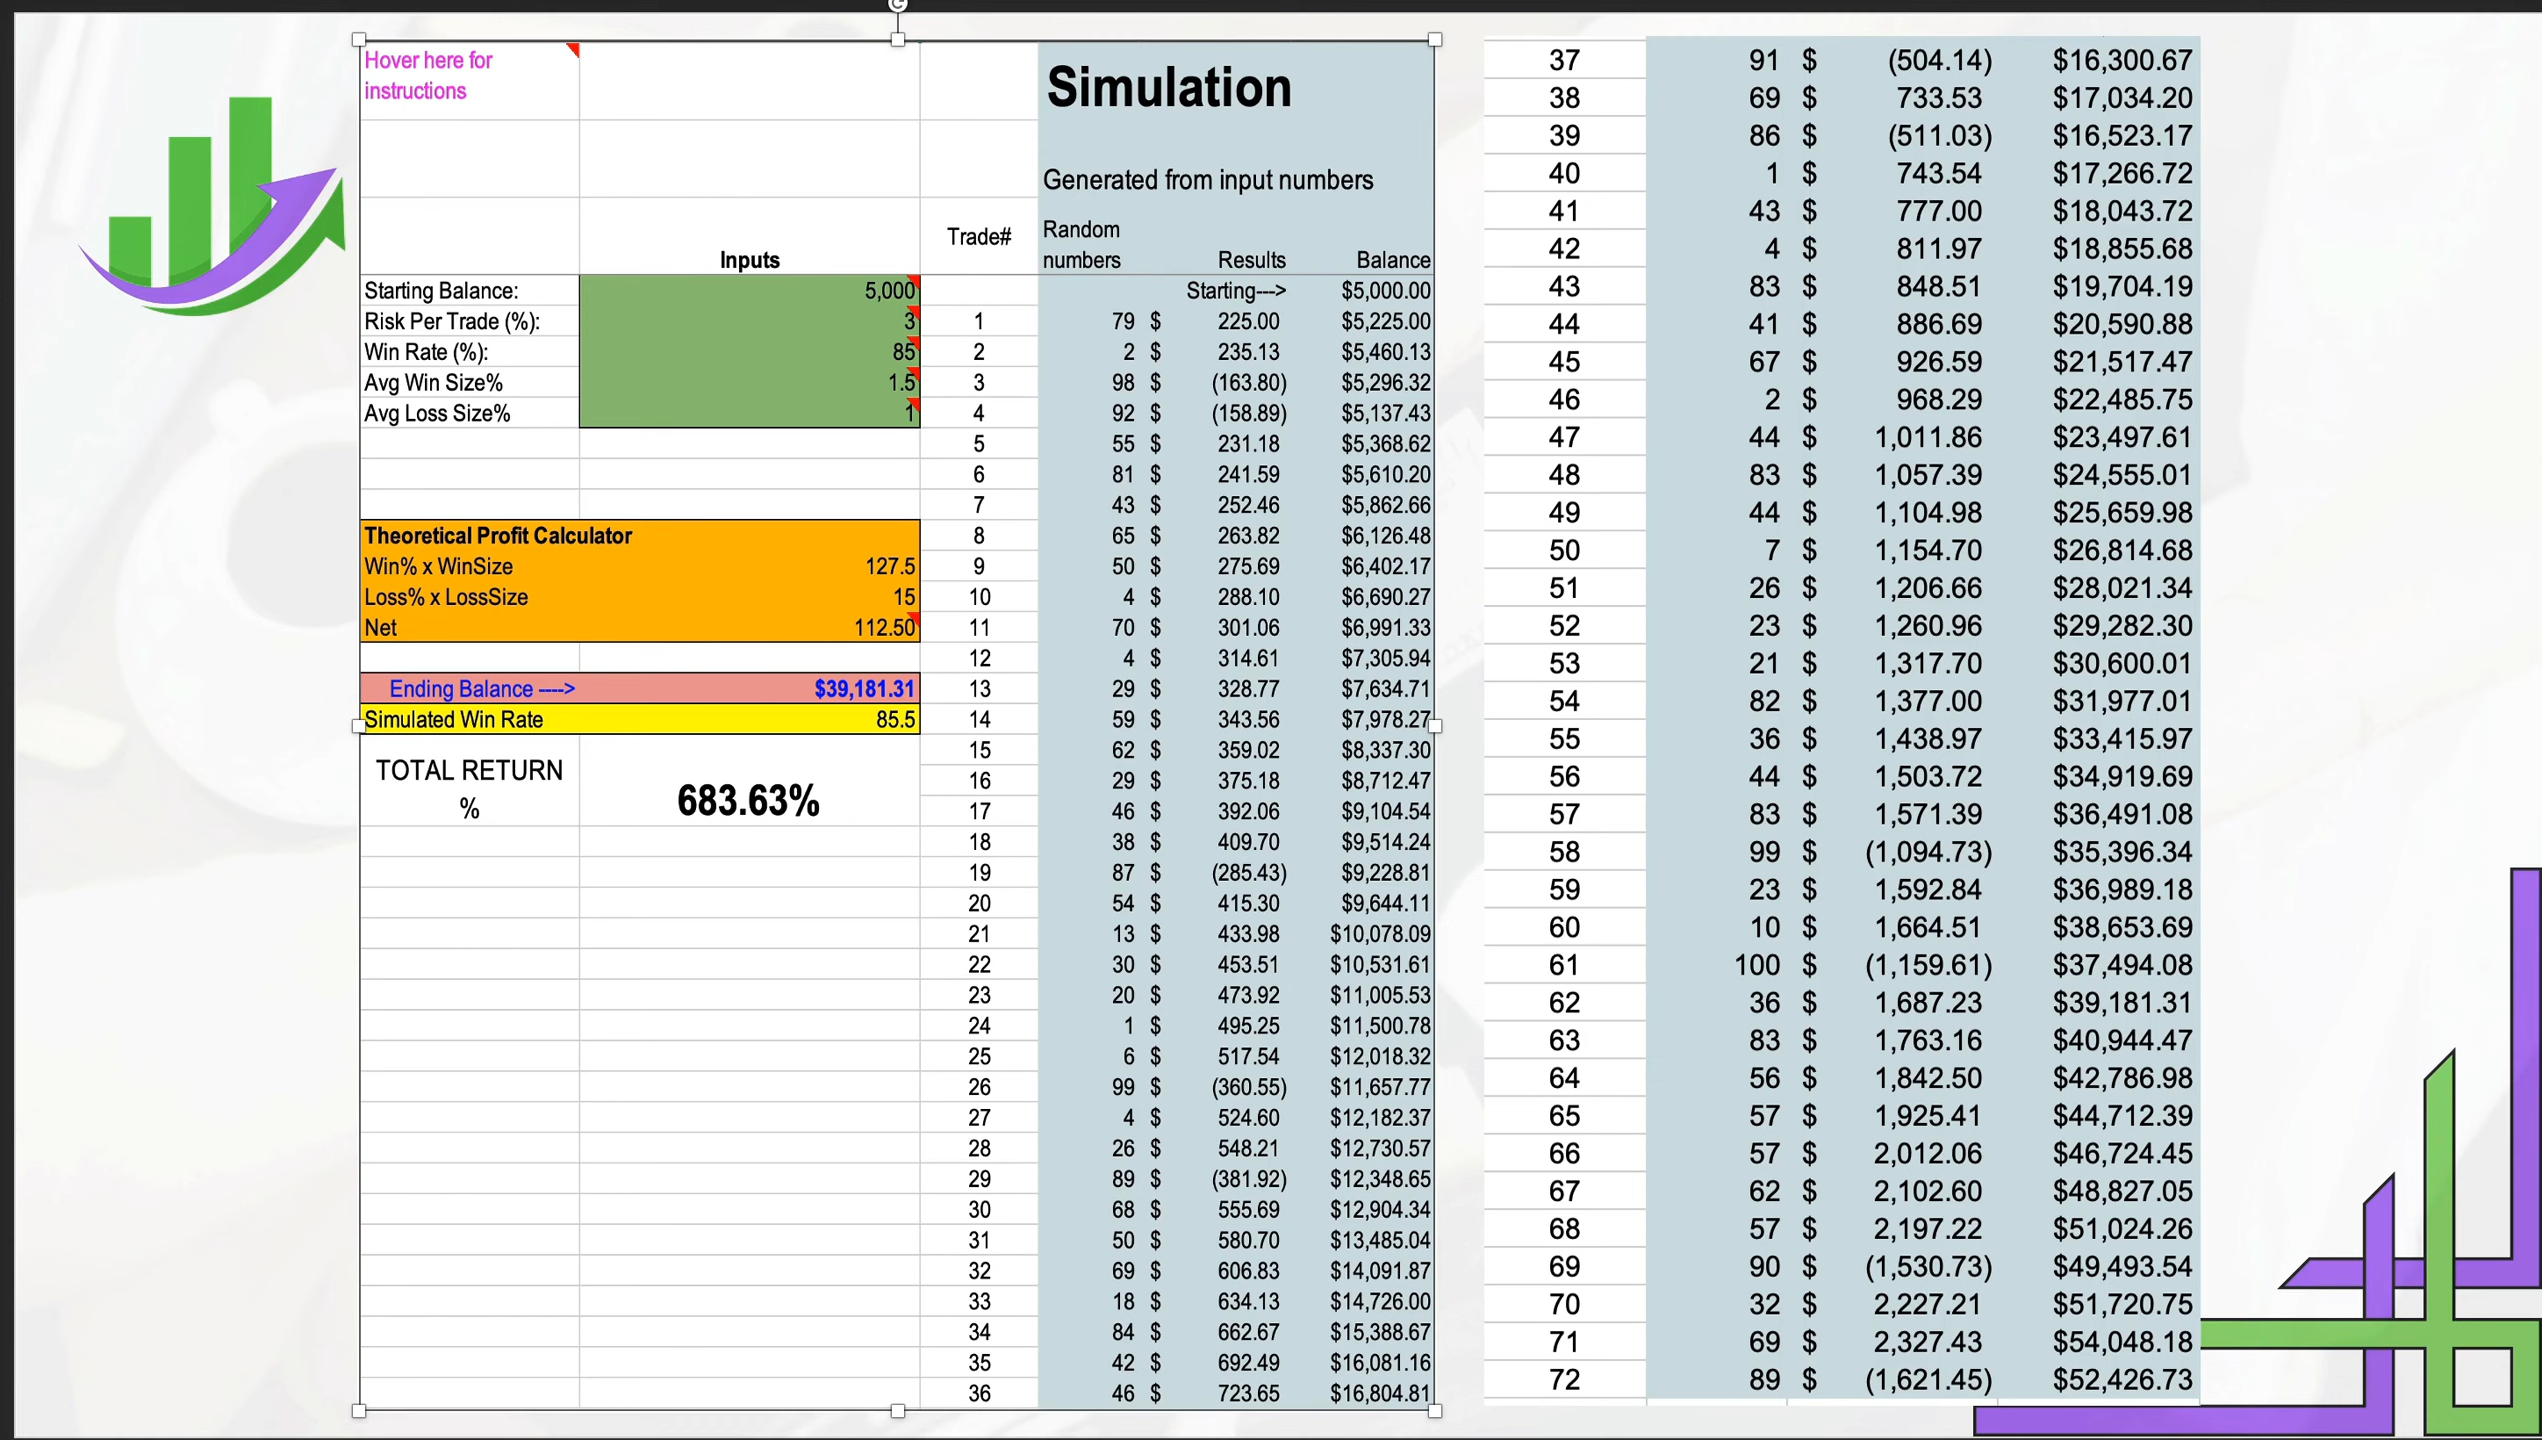 Hover here for
instructions
Simulation
Generated from input numbers
Inputs Trade# Random
numbers Results Balance
Starting Balance: 5,000 Starting---> $5,000.00
Risk Per Trade (%): 3 1 79 $ 225.00 $5,225.00
Win Rate (%): 85 2 2 $ 235.13 $5,460.13
Avg Win Size% 1.5 3 98 $ (163.80) $5,296.32
Avg Loss Size% 1 4 92 $ (158.89) $5,137.43
5 55 $ 231.18 $5,368.62
6 81 $ 241.59 $5,610.20
7 43 $ 252.46 $5,862.66
Theoretical Profit Calculator 8 65 $ 263.82 $6,126.48
Win% x WinSize 127.5 9 50 $ 275.69 $6,402.17
Loss% x LossSize 15 10 4 $ 288.10 $6,690.27
Net 112.50 11 70 $ 301.06 $6,991.33
12 4 $ 314.61 $7,305.94
Ending Balance ----> $39,181.31 13 29 $ 328.77 $7,634.71
Simulated Win Rate 85.5 14 59 $ 343.56 $7,978.27
TOTAL RETURN
%
683.63%
15 62 $ 359.02 $8,337.30
16 29 $ 375.18 $8,712.47
17 46 $ 392.06 $9,104.54
18 38 $ 409.70 $9,514.24
19 87 $ (285.43) $9,228.81
20 54 $ 415.30 $9,644.11
21 13 $ 433.98 $10,078.09
22 30 $ 453.51 $10,531.61
23 20 $ 473.92 $11,005.53
24 1 $ 495.25 $11,500.78
25 6 $ 517.54 $12,018.32
26 99 $ (360.55) $11,657.77
27 4 $ 524.60 $12,182.37
28 26 $ 548.21 $12,730.57
29 89 $ (381.92) $12,348.65
30 68 $ 555.69 $12,904.34
31 50 $ 580.70 $13,485.04
32 69 $ 606.83 $14,091.87
33 18 $ 634.13 $14,726.00
34 84 $ 662.67 $15,388.67
35 42 $ 692.49 $16,081.16
36 46 $ 723.65 $16,804.81
37 91 $ (504.14) $16,300.67
38 69 $ 733.53 $17,034.20
39 86 $ (511.03) $16,523.17
40 1 $ 743.54 $17,266.72
41 43 $ 777.00 $18,043.72
42 4 $ 811.97 $18,855.68
43 83 $ 848.51 $19,704.19
44 41 $ 886.69 $20,590.88
45 67 $ 926.59 $21,517.47
46 2 $ 968.29 $22,485.75
47 44 $ 1,011.86 $23,497.61
48 83 $ 1,057.39 $24,555.01
49 44 $ 1,104.98 $25,659.98
50 7 $ 1,154.70 $26,814.68
51 26 $ 1,206.66 $28,021.34
52 23 $ 1,260.96 $29,282.30
53 21 $ 1,317.70 $30,600.01
54 82 $ 1,377.00 $31,977.01
55 36 $ 1,438.97 $33,415.97
56 44 $ 1,503.72 $34,919.69
57 83 $ 1,571.39 $36,491.08
58 99 $ (1,094.73) $35,396.34
59 23 $ 1,592.84 $36,989.18
60 10 $ 1,664.51 $38,653.69
61 100 $ (1,159.61) $37,494.08
62 36 $ 1,687.23 $39,181.31
63 83 $ 1,763.16 $40,944.47
64 56 $ 1,842.50 $42,786.98
65 57 $ 1,925.41 $44,712.39
66 57 $ 2,012.06 $46,724.45
67 62 $ 2,102.60 $48,827.05
68 57 $ 2,197.22 $51,024.26
69 90 $ (1,530.73) $49,493.54
70 32 $ 2,227.21 $51,720.75
71 69 $ 2,327.43 $54,048.18
72 89 $ (1,621.45) $52,426.73